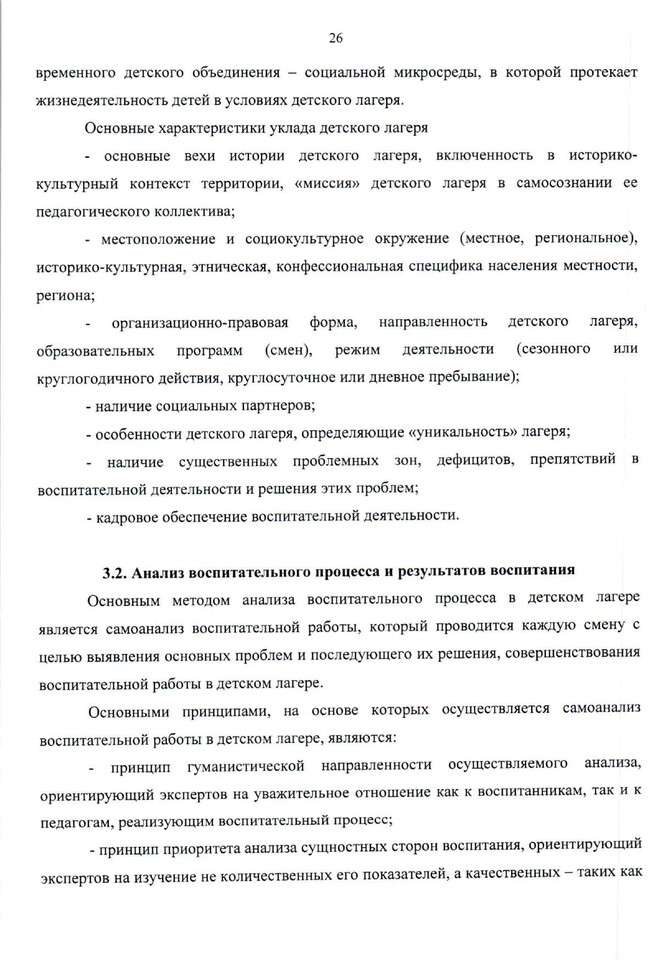 26
временного детского объединения – социальной микросреды, в которой протекает
жизнедеятельность детей в условиях детского лагеря.
Основные характеристики уклада детского лагеря
- основные вехи истории детского лагеря, включенность в историко-
культурный контекст территории, «миссия» детского лагеря в самосознании ее
педагогического коллектива;
- местоположение и социокультурное окружение (местное, региональное),
историко-культурная, этническая, конфессиональная специфика населения местности,
региона;
- организационно-правовая форма, направленность детского лагеря,
образовательных программ (смен), режим деятельности (сезонного или
круглогодичного действия, круглосуточное или дневное пребывание);
- наличие социальных партнеров;
- особенности детского лагеря, определяющие «уникальность» лагеря;
- наличие существенных проблемных зон, дефицитов, препятствий в
воспитательной деятельности и решения этих проблем;
- кадровое обеспечение воспитательной деятельности.
3.2. Анализ воспитательного процесса и результатов воспитания
Основным методом анализа воспитательного процесса в детском лагере
является самоанализ воспитательной работы, который проводится каждую смену с
целью выявления основных проблем и последующего их решения, совершенствования
воспитательной работы в детском лагере.
Основными принципами, на основе которых осуществляется самоанализ
воспитательной работы в детском лагере, являются:
- принцип гуманистической направленности осуществляемого анализа,
ориентирующий экспертов на уважительное отношение как к воспитанникам, так и к
педагогам, реализующим воспитательный процесс;
- принцип приоритета анализа сущностных сторон воспитания, ориентирующий
экспертов на изучение не количественных его показателей, а качественных – таких как